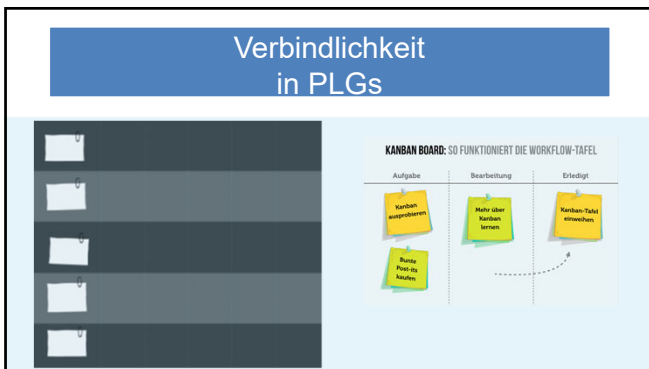 Verbindlichkeit
in PLGs
KANBAN BOARD: SO FUNKTIONIERT DIE WORKFLOW-TAFEL
Aufgabe
Bearbeitung
Erledigt
Kanban
ausprobieren
Mehr über
Kanban
lernen
Kanban-Tafel
einweihen
Bunte
Post-its
kaufen